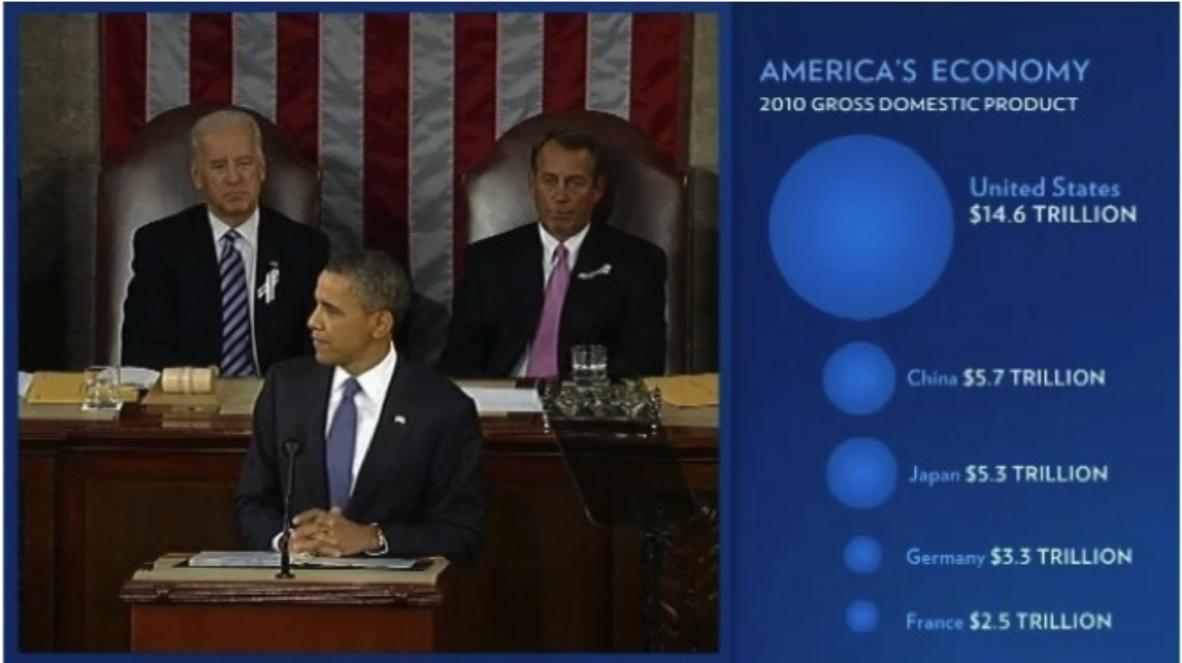 AMERICA'S ECONOMY
2010 GROSS DOMESTIC PRODUCT
United States
$14.6 TRILLION
China $5.7 TRILLION
Japan $5.3 TRILLION
Germany $3.3 TRILLION
France $2.5 TRILLION